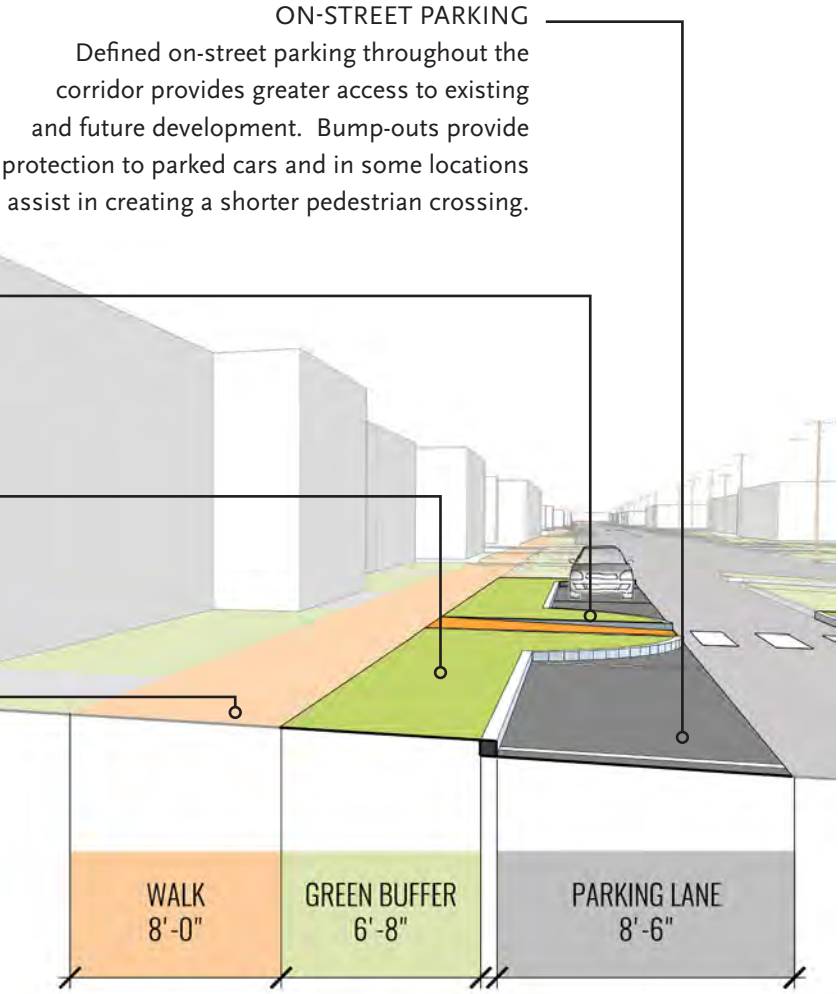 ON-STREET PARKING
Defined on-street parking throughout the
corridor provides greater access to existing
and future development.  Bump-outs provide
protection to parked cars and in some locations
assist in creating a shorter pedestrian crossing.
WALK
8'-0"
GREEN BUFFER
6'-8"
PARKING LANE
8'-6"